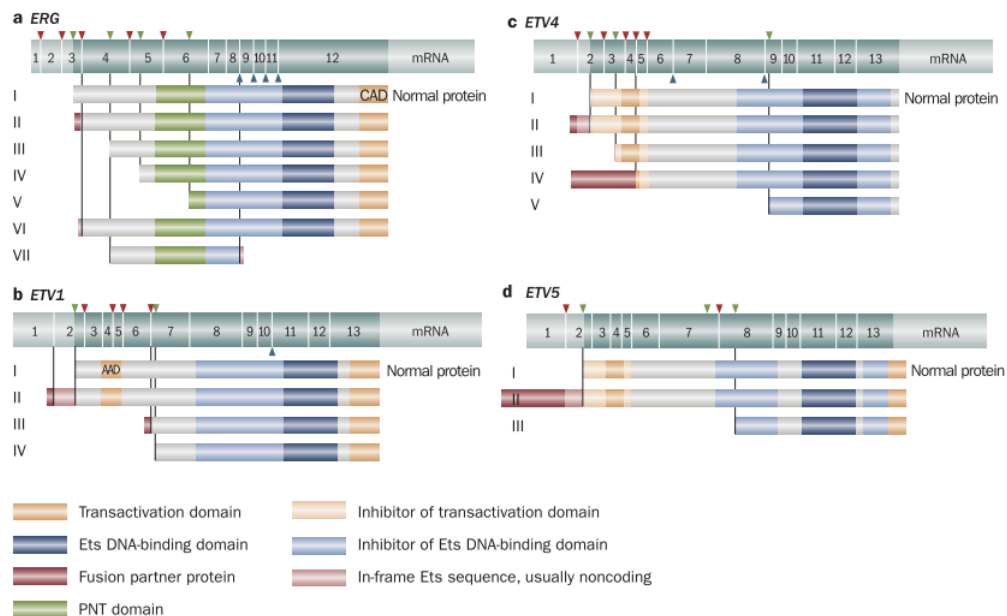 a ERG
1 2 3 4 5 6 7 8 9 10 11 12 mRNA
I CAD Normal protein
II
III
IV
V
VI
VII
b ETV1
1 2 3 4 5 6 7 8 9 10 11 12 13 mRNA
I AAD Normal protein
II
III
IV
c ETV4
1 2 3 4 5 6 7 8 9 10 11 12 13 mRNA
I Normal protein
II
III
IV
V
d ETV5
1 2 3 4 5 6 7 8 9 10 11 12 13 mRNA
I Normal protein
II
III
Transactivation domain
Ets DNA-binding domain
Fusion partner protein
PNT domain
Inhibitor of transactivation domain
Inhibitor of Ets DNA-binding domain
In-frame Ets sequence, usually noncoding